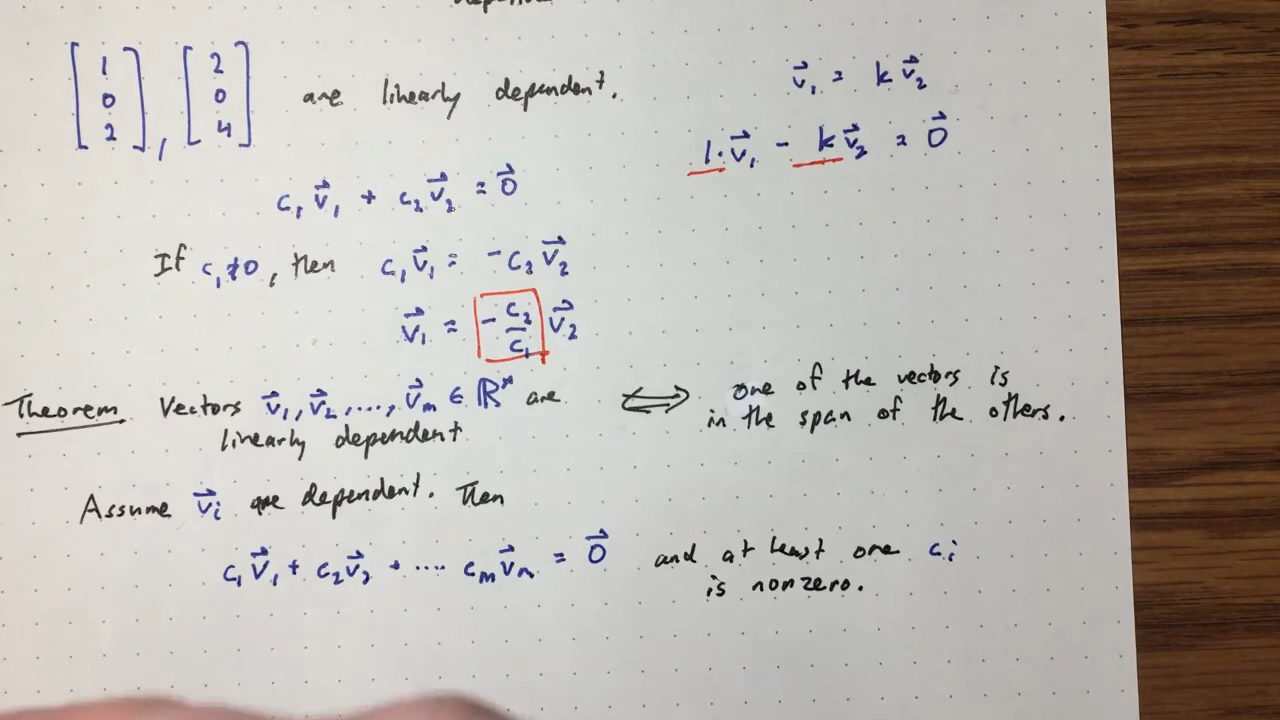 [1 0 2], [2 0 4] are linearly dependent.
v⃗₁ = k v⃗₂
1·v⃗₁ - k v⃗₂ = 0⃗
c₁v⃗₁ + c₂v⃗₂ = 0⃗
If c₁≠0, then c₁v⃗₁ = -c₂v⃗₂
v⃗₁ = -c₂/c₁ v⃗₂
Theorem Vectors v⃗₁, v⃗₂, ..., v⃗ₘ ∈ ℝⁿ are
linearly dependent
⟺
one of the vectors is
in the span of the others.
Assume v⃗ᵢ are dependent. Then
c₁v⃗₁ + c₂v⃗₂ + .... cₘv⃗ₘ = 0⃗ and at least one cᵢ
is nonzero.